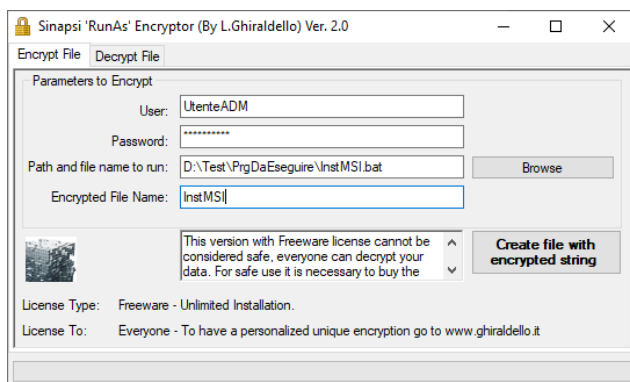 Sinapsi 'RunAs' Encryptor (By L.Ghiraldello) Ver. 2.0
Encrypt File Decrypt File
Parameters to Encrypt
User: UtenteADM
Password: **********
Path and file name to run: D:\Test\PrgDaEseguire\InstMSI.bat Browse
Encrypted File Name: InstMSI
This version with Freeware license cannot be
considered safe, everyone can decrypt your
data. For safe use it is necessary to buy the
Create file with
encrypted string
License Type: Freeware - Unlimited Installation.
License To: Everyone - To have a personalized unique encryption go to www.ghiraldello.it